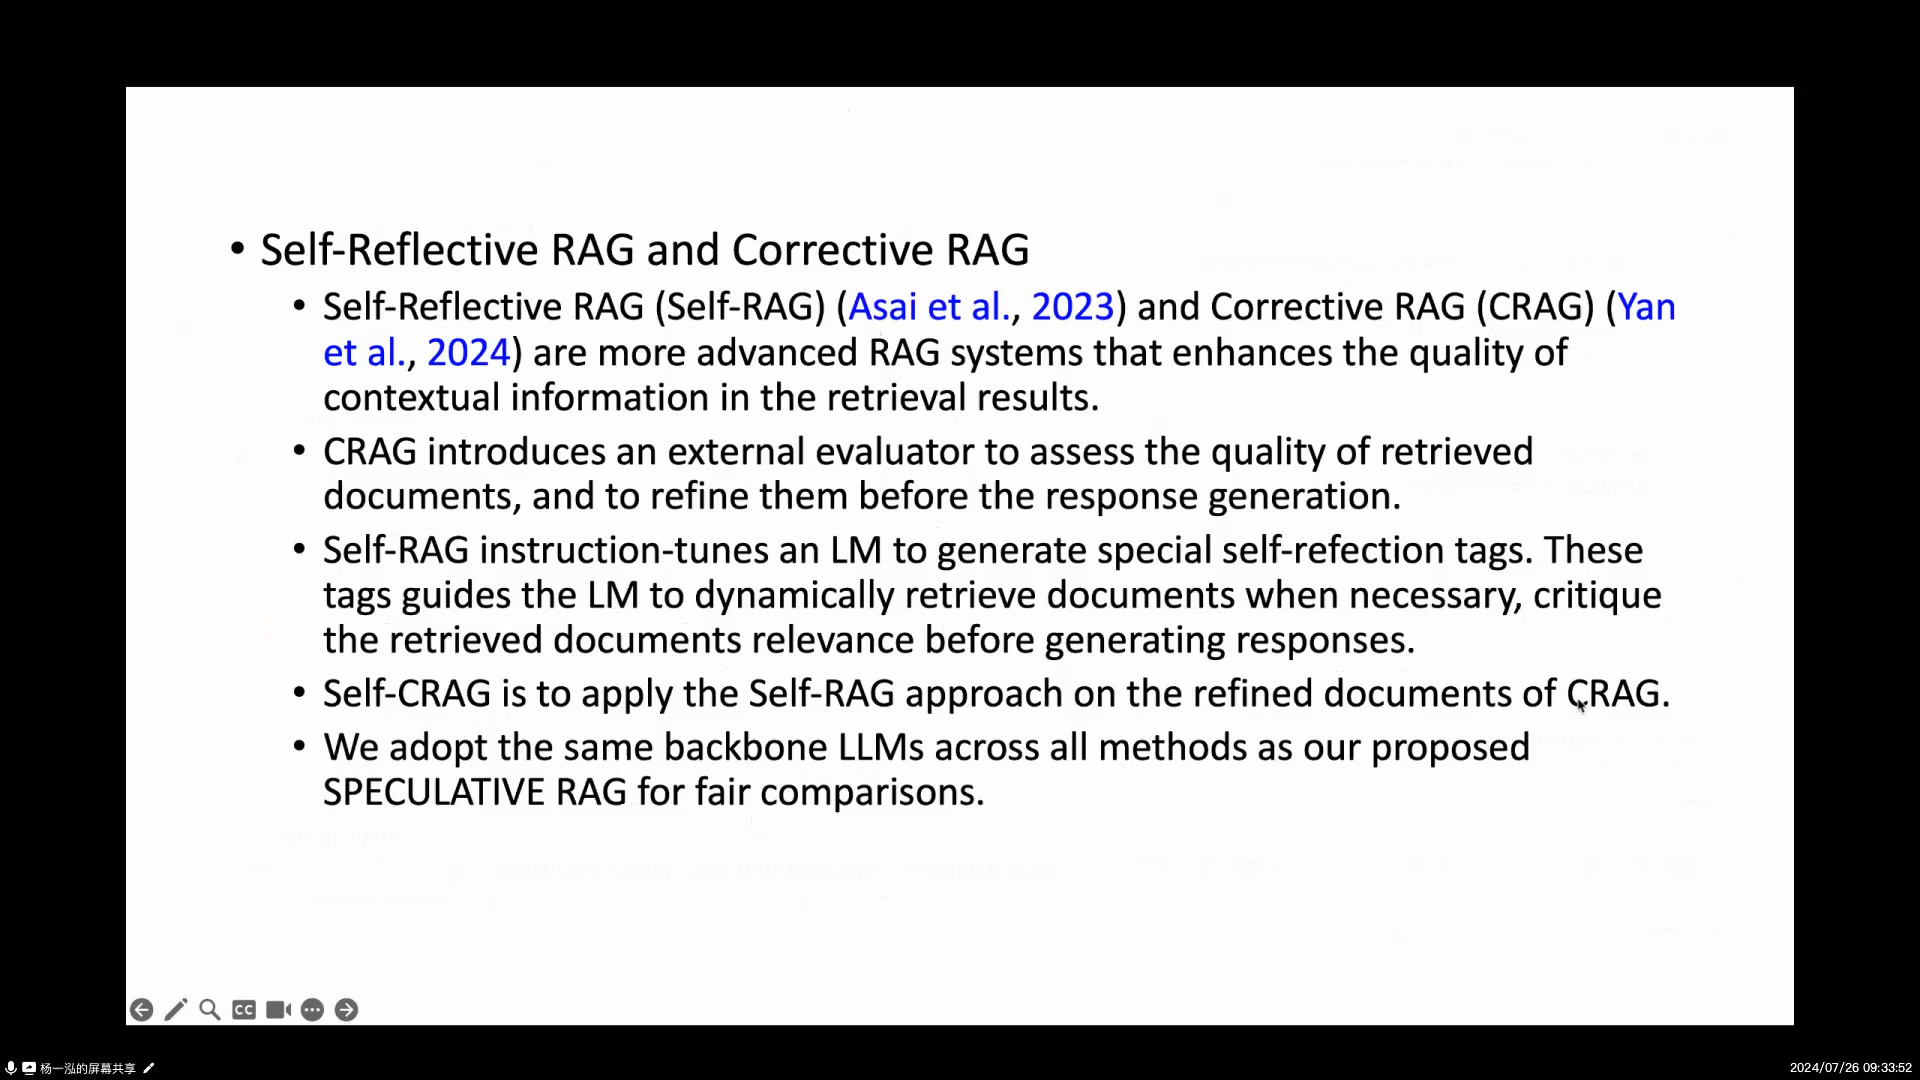 • Self-Reflective RAG and Corrective RAG
• Self-Reflective RAG (Self-RAG) (Asai et al., 2023) and Corrective RAG (CRAG) (Yan
et al., 2024) are more advanced RAG systems that enhances the quality of
contextual information in the retrieval results.
• CRAG introduces an external evaluator to assess the quality of retrieved
documents, and to refine them before the response generation.
• Self-RAG instruction-tunes an LM to generate special self-refection tags. These
tags guides the LM to dynamically retrieve documents when necessary, critique
the retrieved documents relevance before generating responses.
• Self-CRAG is to apply the Self-RAG approach on the refined documents of CRAG.
• We adopt the same backbone LLMs across all methods as our proposed
SPECULATIVE RAG for fair comparisons.
CC
杨一泓的屏幕共享
2024/07/26 09:33:52